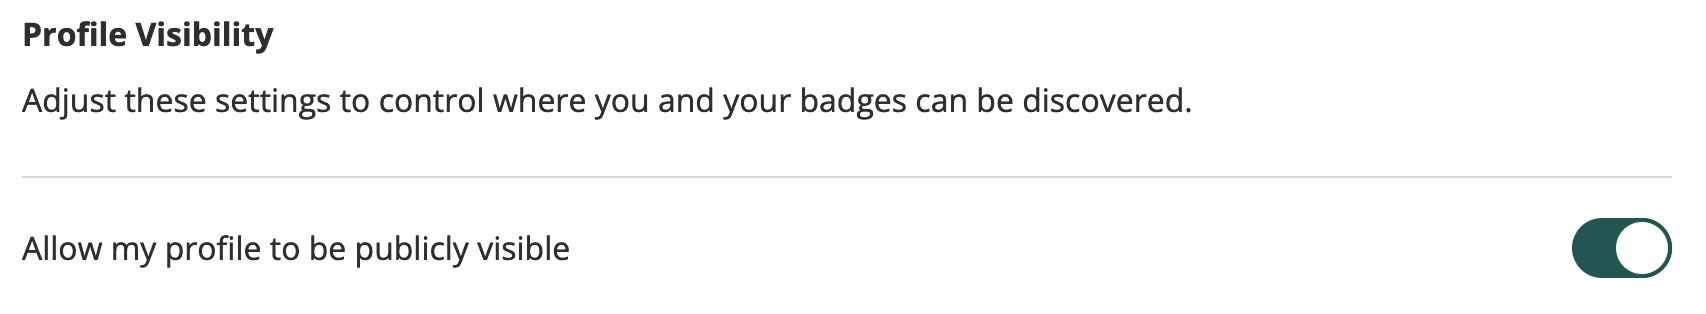 Profile Visibility
Adjust these settings to control where you and your badges can be discovered.
Allow my profile to be publicly visible